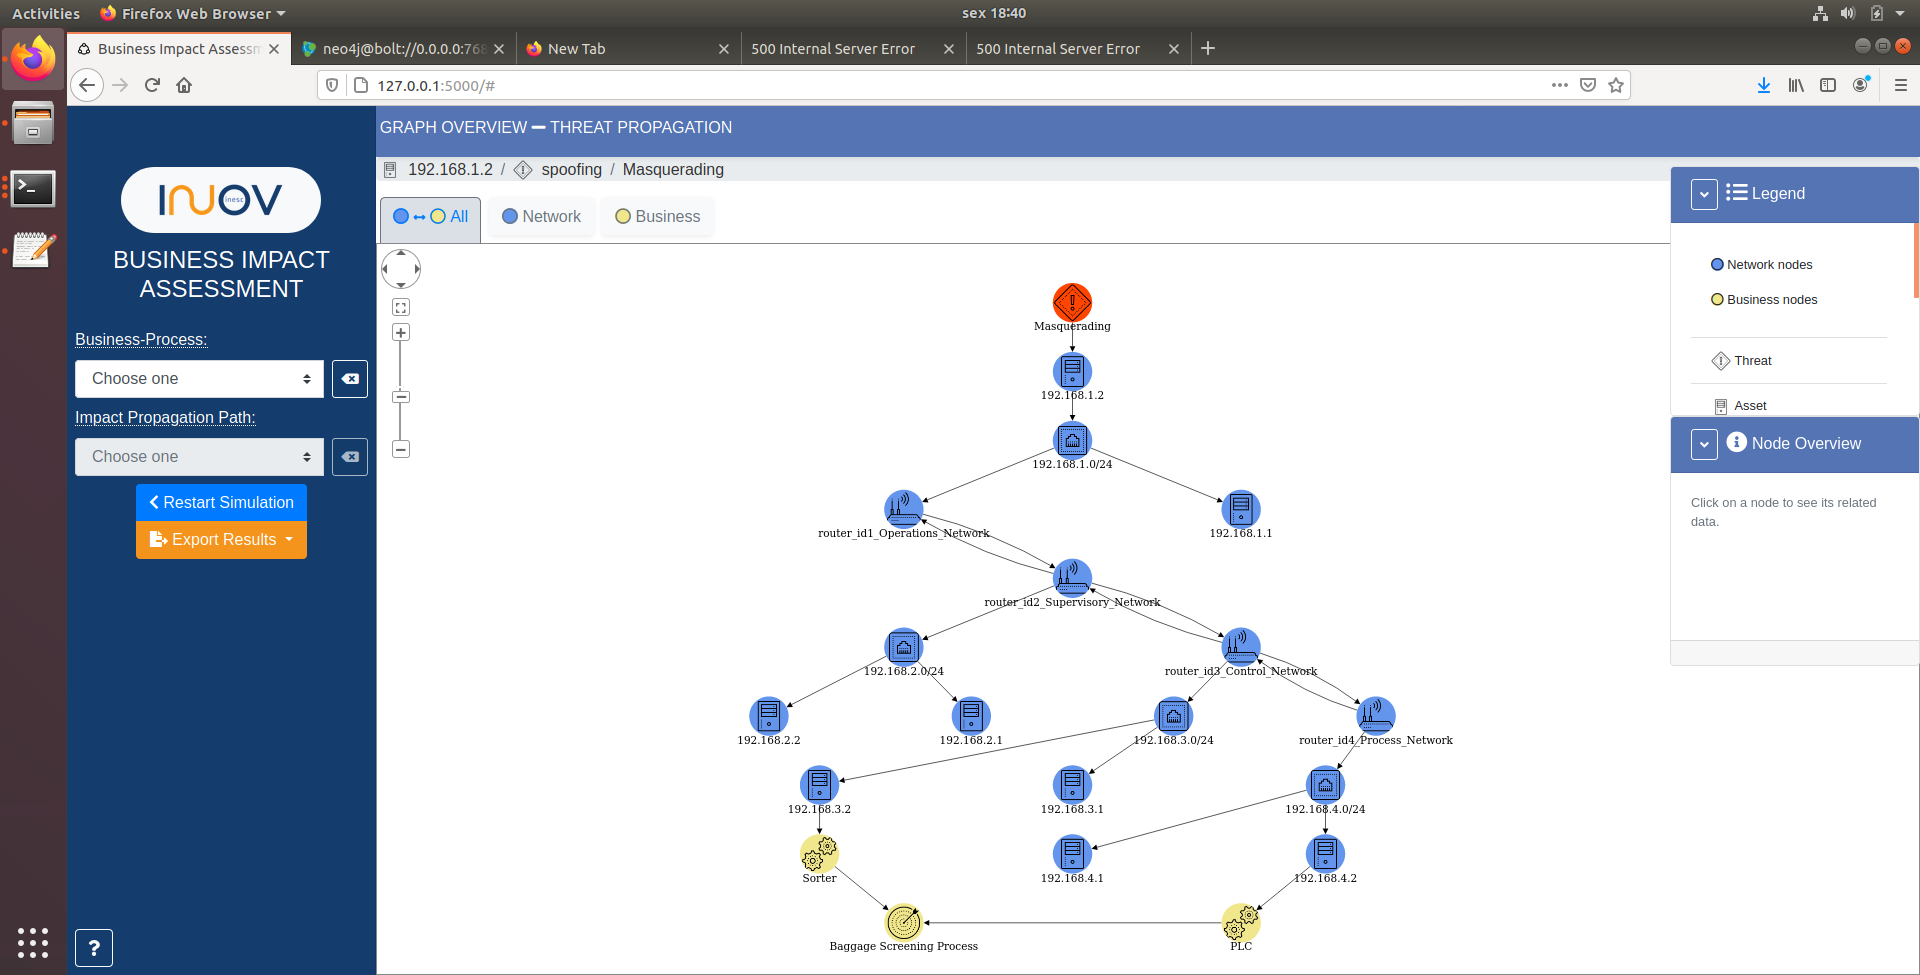 Activities
Firefox Web Browser
sex 18:40
Business Impact Assessm
neo4j@bolt://0.0.0.0:768
New Tab
500 Internal Server Error
500 Internal Server Error
127.0.0.1:5000/#
INOV
inesc
BUSINESS IMPACT
ASSESSMENT
Business-Process:
Choose one
Impact Propagation Path:
Choose one
Restart Simulation
Export Results
?
GRAPH OVERVIEW — THREAT PROPAGATION
192.168.1.2 / spoofing / Masquerading
All
Network
Business
Masquerading
192.168.1.2
192.168.1.0/24
router_id1_Operations_Network
192.168.1.1
router_id2_Supervisory_Network
192.168.2.0/24
router_id3_Control_Network
192.168.2.2
192.168.2.1
192.168.3.0/24
router_id4_Process_Network
192.168.3.2
192.168.3.1
192.168.4.0/24
Sorter
192.168.4.1
192.168.4.2
Baggage Screening Process
PLC
Legend
Network nodes
Business nodes
Threat
Asset
Node Overview
Click on a node to see its related
data.